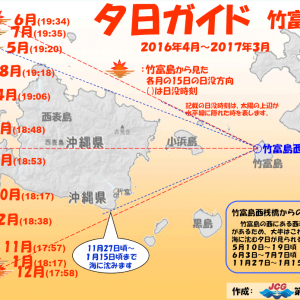 夕日ガイド 竹富
2016年4月～2017年3月
6月(19:34)
7月(19:35)
5月(19:20)
8月(19:18)
4月(19:06)
月(18:48)
月(18:53)
10月(18:17)
2月(18:38)
11月(17:57)
1月(18:00)
12月(17:58)
:竹富島から見た
各月の15日の日没方向
( )は日没時刻
記載の日没時刻は、太陽の上辺が
水平線に隠れた時を表します。
西表島
沖縄県
小浜島
竹富島西
竹富島
西表島
沖縄県
黒島
11月27日頃～
1月15日頃まで
海に沈みます
竹富島西桟橋からの
竹富島の西にある西
があるため、太平
海に沈む夕日が見られる
5月10日～19日頃
6月3日～7月
11月27日～1月15
作成:
JCG
第